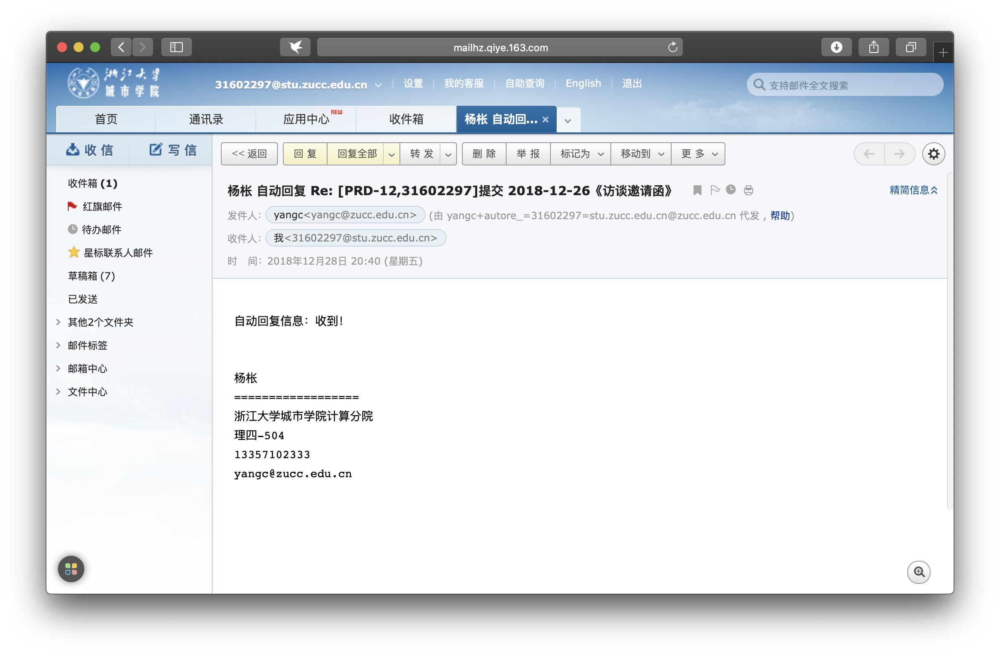 mailhz.qiye.163.com
浙江大学
城市学院
31602297@stu.zucc.edu.cn
设置
我的客服
自助查询
English
退出
支持邮件全文搜索
首页
通讯录
应用中心
NEW
收件箱
杨枨 自动回...
收 信
写 信
<< 返回
回 复
回复全部
转 发
删 除
举 报
标记为
移动到
更 多
收件箱 (1)
红旗邮件
待办邮件
星标联系人邮件
草稿箱 (7)
已发送
其他2个文件夹
邮件标签
邮箱中心
文件中心
杨枨 自动回复 Re: [PRD-12,31602297]提交 2018-12-26《访谈邀请函》
精简信息
发件人: yangc<yangc@zucc.edu.cn> (由 yangc+autore_=31602297=stu.zucc.edu.cn@zucc.edu.cn 代发 , 帮助)
收件人: 我<31602297@stu.zucc.edu.cn>
时 间: 2018年12月28日 20:40 (星期五)
自动回复信息：收到！
杨枨
==================
浙江大学城市学院计算分院
理四-504
13357102333
yangc@zucc.edu.cn